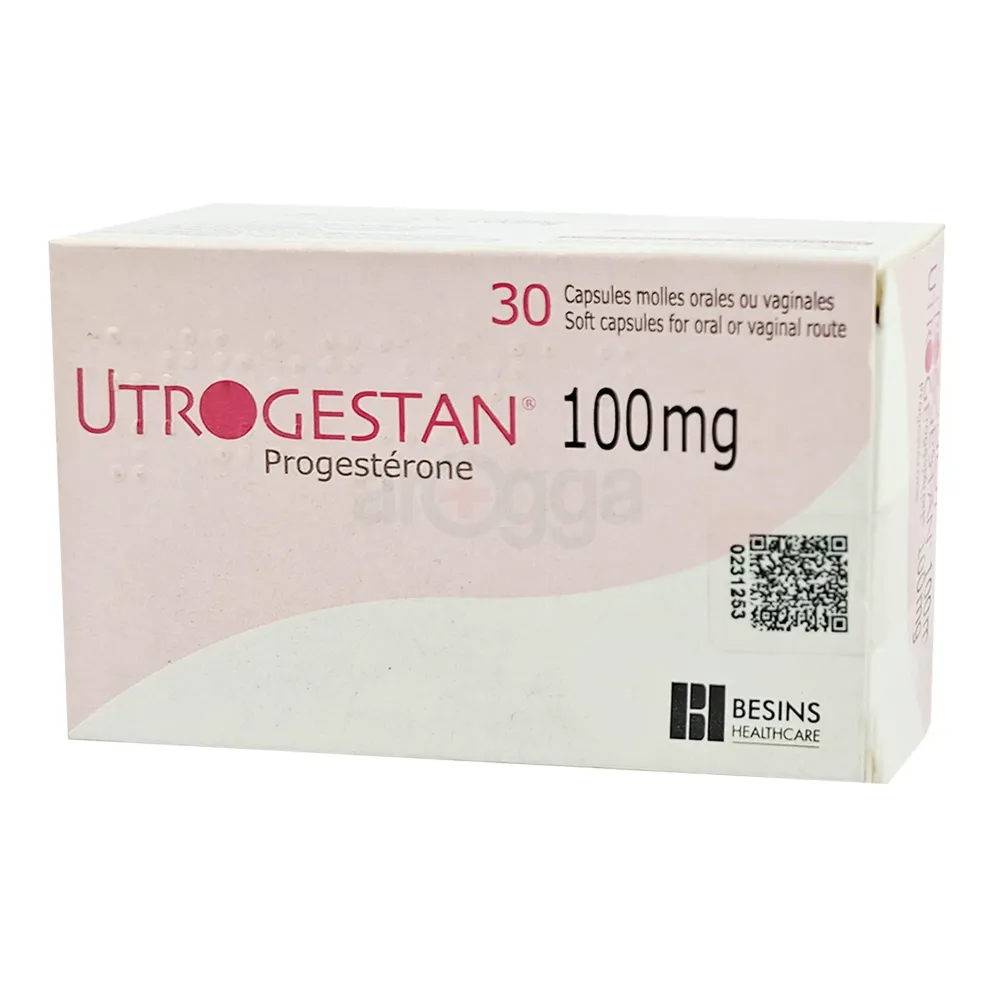 30 Capsules molles orales ou vaginales
Soft capsules for oral or vaginal route
UTROGESTAN® 100mg
Progestérone
arogga
0231253
BESINS
HEALTHCARE